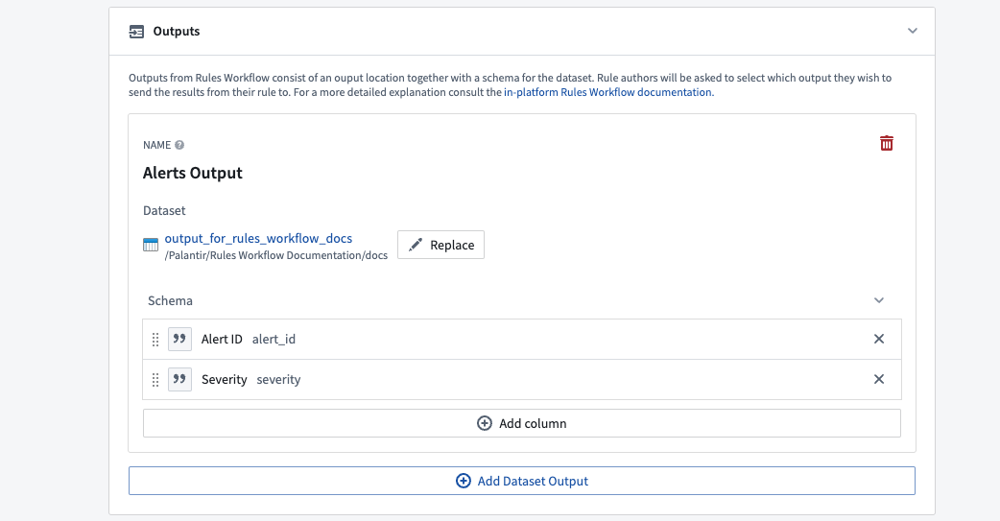 Outputs
Outputs from Rules Workflow consist of an ouput location together with a schema for the dataset. Rule authors will be asked to select which output they wish to
send the results from their rule to. For a more detailed explanation consult the in-platform Rules Workflow documentation.
NAME
Alerts Output
Dataset
output_for_rules_workflow_docs
/Palantir/Rules Workflow Documentation/docs
Replace
Schema
Alert ID alert_id
Severity severity
Add column
Add Dataset Output